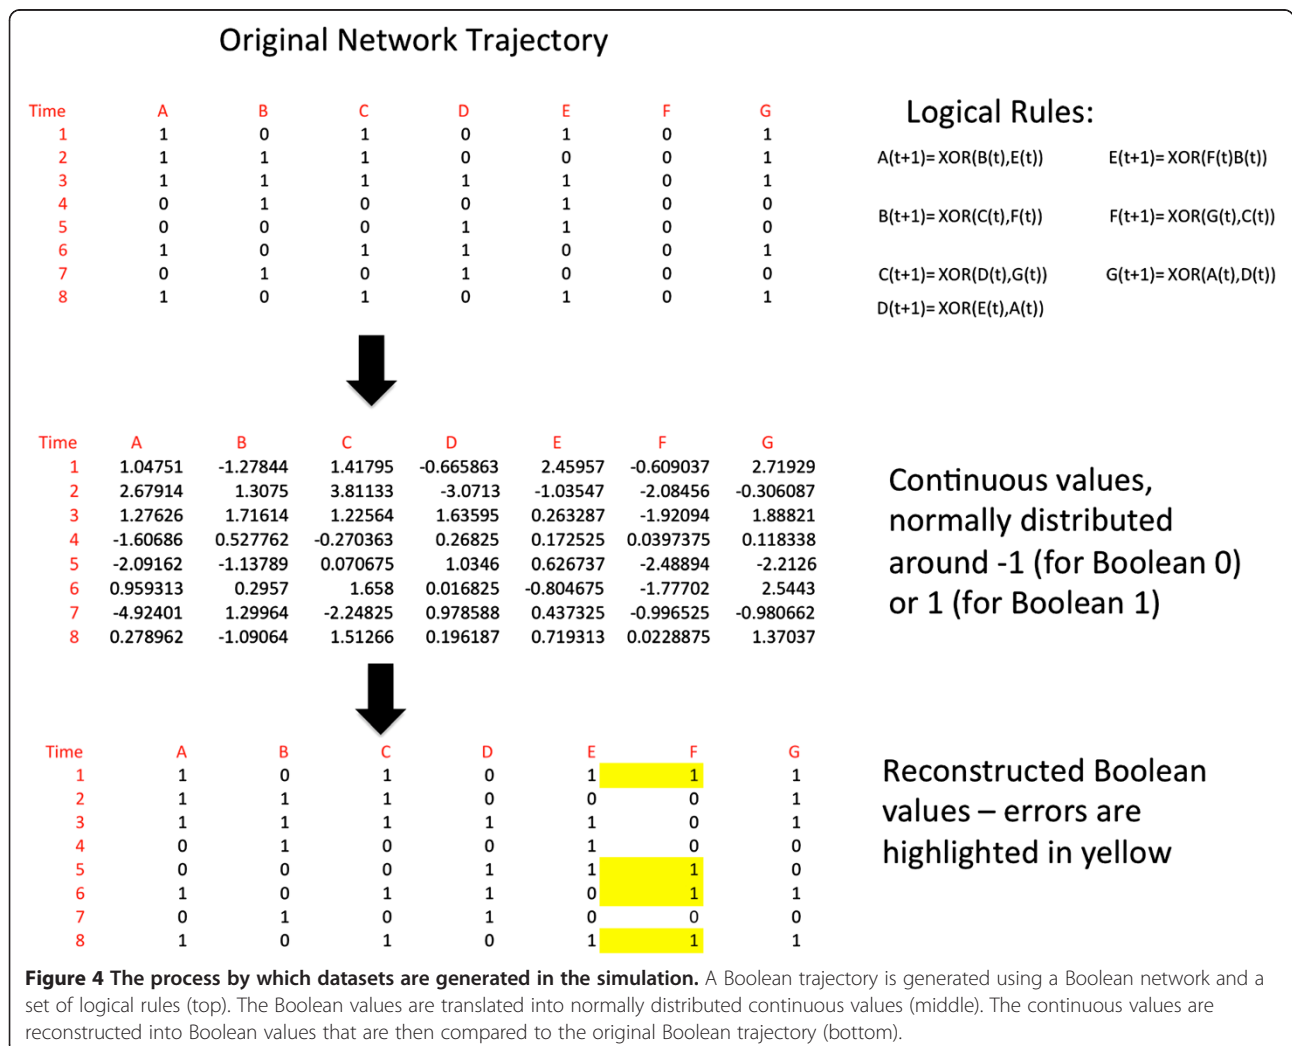 Original Network Trajectory
Time A B C D E F G
1 1 0 1 0 1 0 1
2 1 1 1 0 0 0 1
3 1 1 1 1 1 0 1
4 0 1 0 0 1 0 0
5 0 0 0 1 1 0 0
6 1 0 1 1 0 0 1
7 0 1 0 1 0 0 0
8 1 0 1 0 1 0 1
Logical Rules:
A(t+1)= XOR(B(t),E(t)) E(t+1)= XOR(F(t)B(t))
B(t+1)= XOR(C(t),F(t)) F(t+1)= XOR(G(t),C(t))
C(t+1)= XOR(D(t),G(t)) G(t+1)= XOR(A(t),D(t))
D(t+1)= XOR(E(t),A(t))
Time A B C D E F G
1 1.04751 -1.27844 1.41795 -0.665863 2.45957 -0.609037 2.71929
2 2.67914 1.3075 3.81133 -3.0713 -1.03547 -2.08456 -0.306087
3 1.27626 1.71614 1.22564 1.63595 0.263287 -1.92094 1.88821
4 -1.60686 0.527762 -0.270363 0.26825 0.172525 0.0397375 0.118338
5 -2.09162 -1.13789 0.070675 1.0346 0.626737 -2.48894 -2.2126
6 0.959313 0.2957 1.658 0.016825 -0.804675 -1.77702 2.5443
7 -4.92401 1.29964 -2.24825 0.978588 0.437325 -0.996525 -0.980662
8 0.278962 -1.09064 1.51266 0.196187 0.719313 0.0228875 1.37037
Continuous values,
normally distributed
around -1 (for Boolean 0)
or 1 (for Boolean 1)
Time A B C D E F G
1 1 0 1 0 1 1 1
2 1 1 1 0 0 0 1
3 1 1 1 1 1 0 1
4 0 1 0 0 1 0 0
5 0 0 0 1 1 1 0
6 1 0 1 1 0 1 1
7 0 1 0 1 0 0 0
8 1 0 1 0 1 1 1
Reconstructed Boolean
values – errors are
highlighted in yellow
Figure 4 The process by which datasets are generated in the simulation. A Boolean trajectory is generated using a Boolean network and a
set of logical rules (top). The Boolean values are translated into normally distributed continuous values (middle). The continuous values are
reconstructed into Boolean values that are then compared to the original Boolean trajectory (bottom).